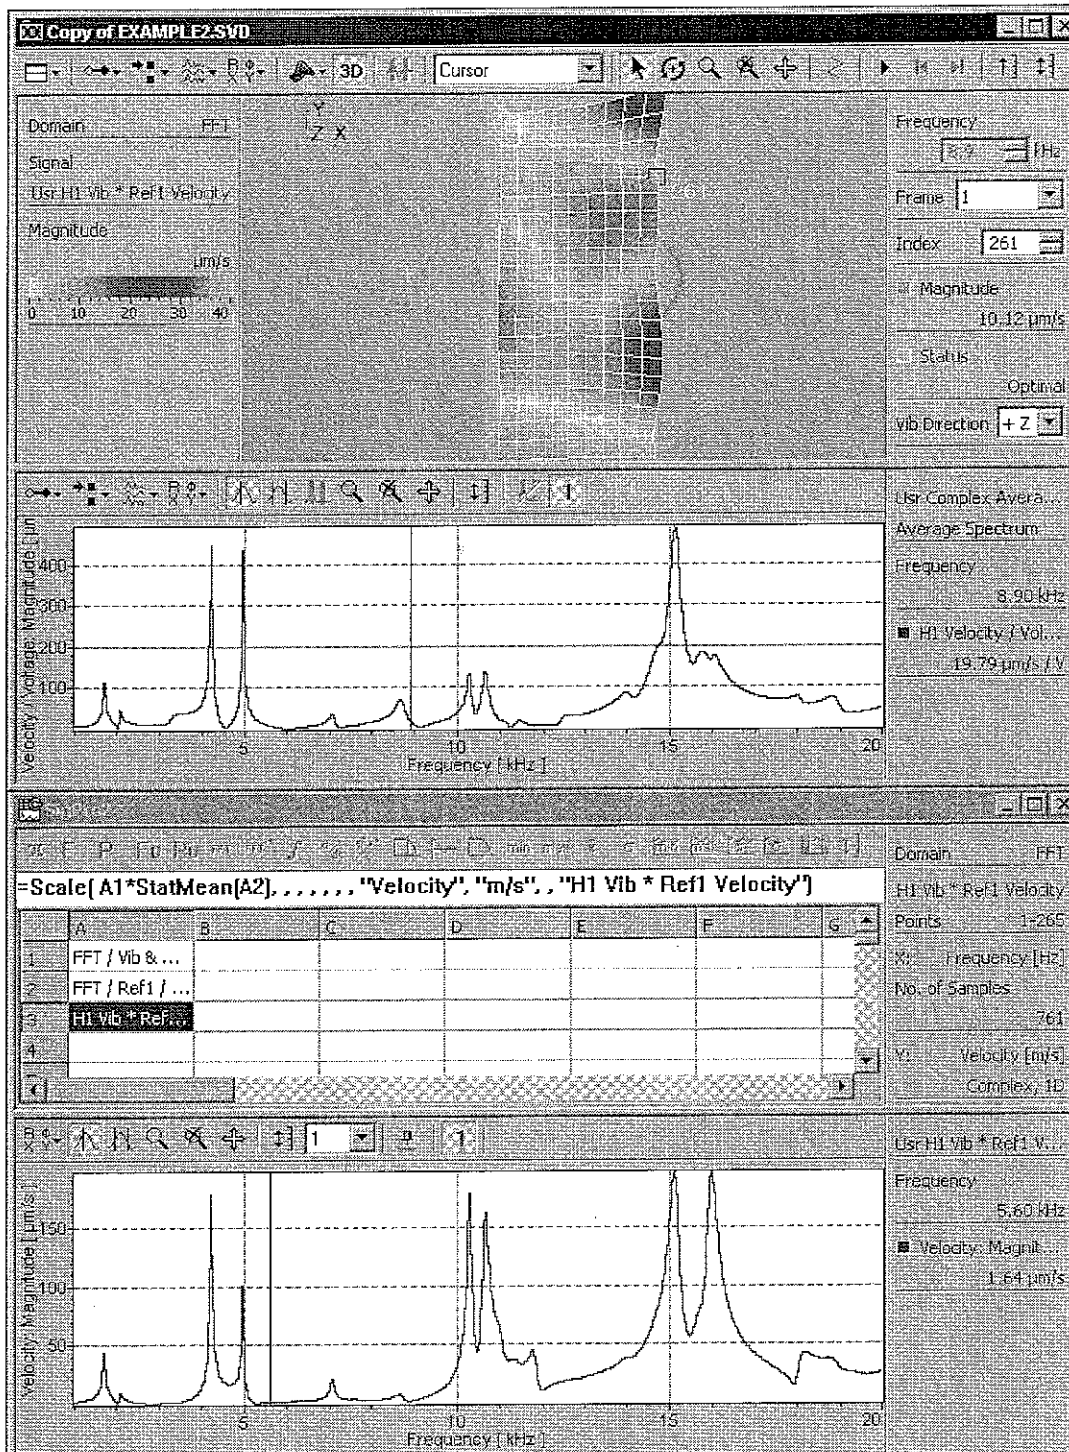 Copy of EXAMPLE2.SVD
3D
Cursor
Domain FFT
Signal
Usr H1 Vib * Ref1 Velocity
Magnitude
µm/s
0 10 20 30 40
Y
Z X
Frequency
kHz
Frame 1
Index 261
Magnitude
10.12 µm/s
Status
Optimal
Vib Direction + Z
Velocity / Voltage: Magnitude [µm
400
300
200
100
5 10 15 20
Frequency [ kHz ]
Usr Complex Avera...
Average Spectrum
Frequency
8.90 kHz
H1 Velocity / Vol...
19.79 µm/s / V
min max
=Scale( A1*StatMean(A2), , , , , , , "Velocity", "m/s", , "H1 Vib * Ref1 Velocity")
A B C D E F G
1 FFT / Vib & ...
2 FFT / Ref1 / ...
3 H1 Vib * Ref...
4
Domain FFT
H1 Vib * Ref1 Velocity
Points 1-265
X: Frequency [Hz]
No. of Samples
761
Y: Velocity [m/s]
Complex, 1D
1
Velocity: Magnitude [ µm/s ]
150
100
50
5 10 15 20
Frequency [ kHz ]
Usr H1 Vib * Ref1 V...
Frequency
5.60 kHz
Velocity: Magnit...
1.64 µm/s